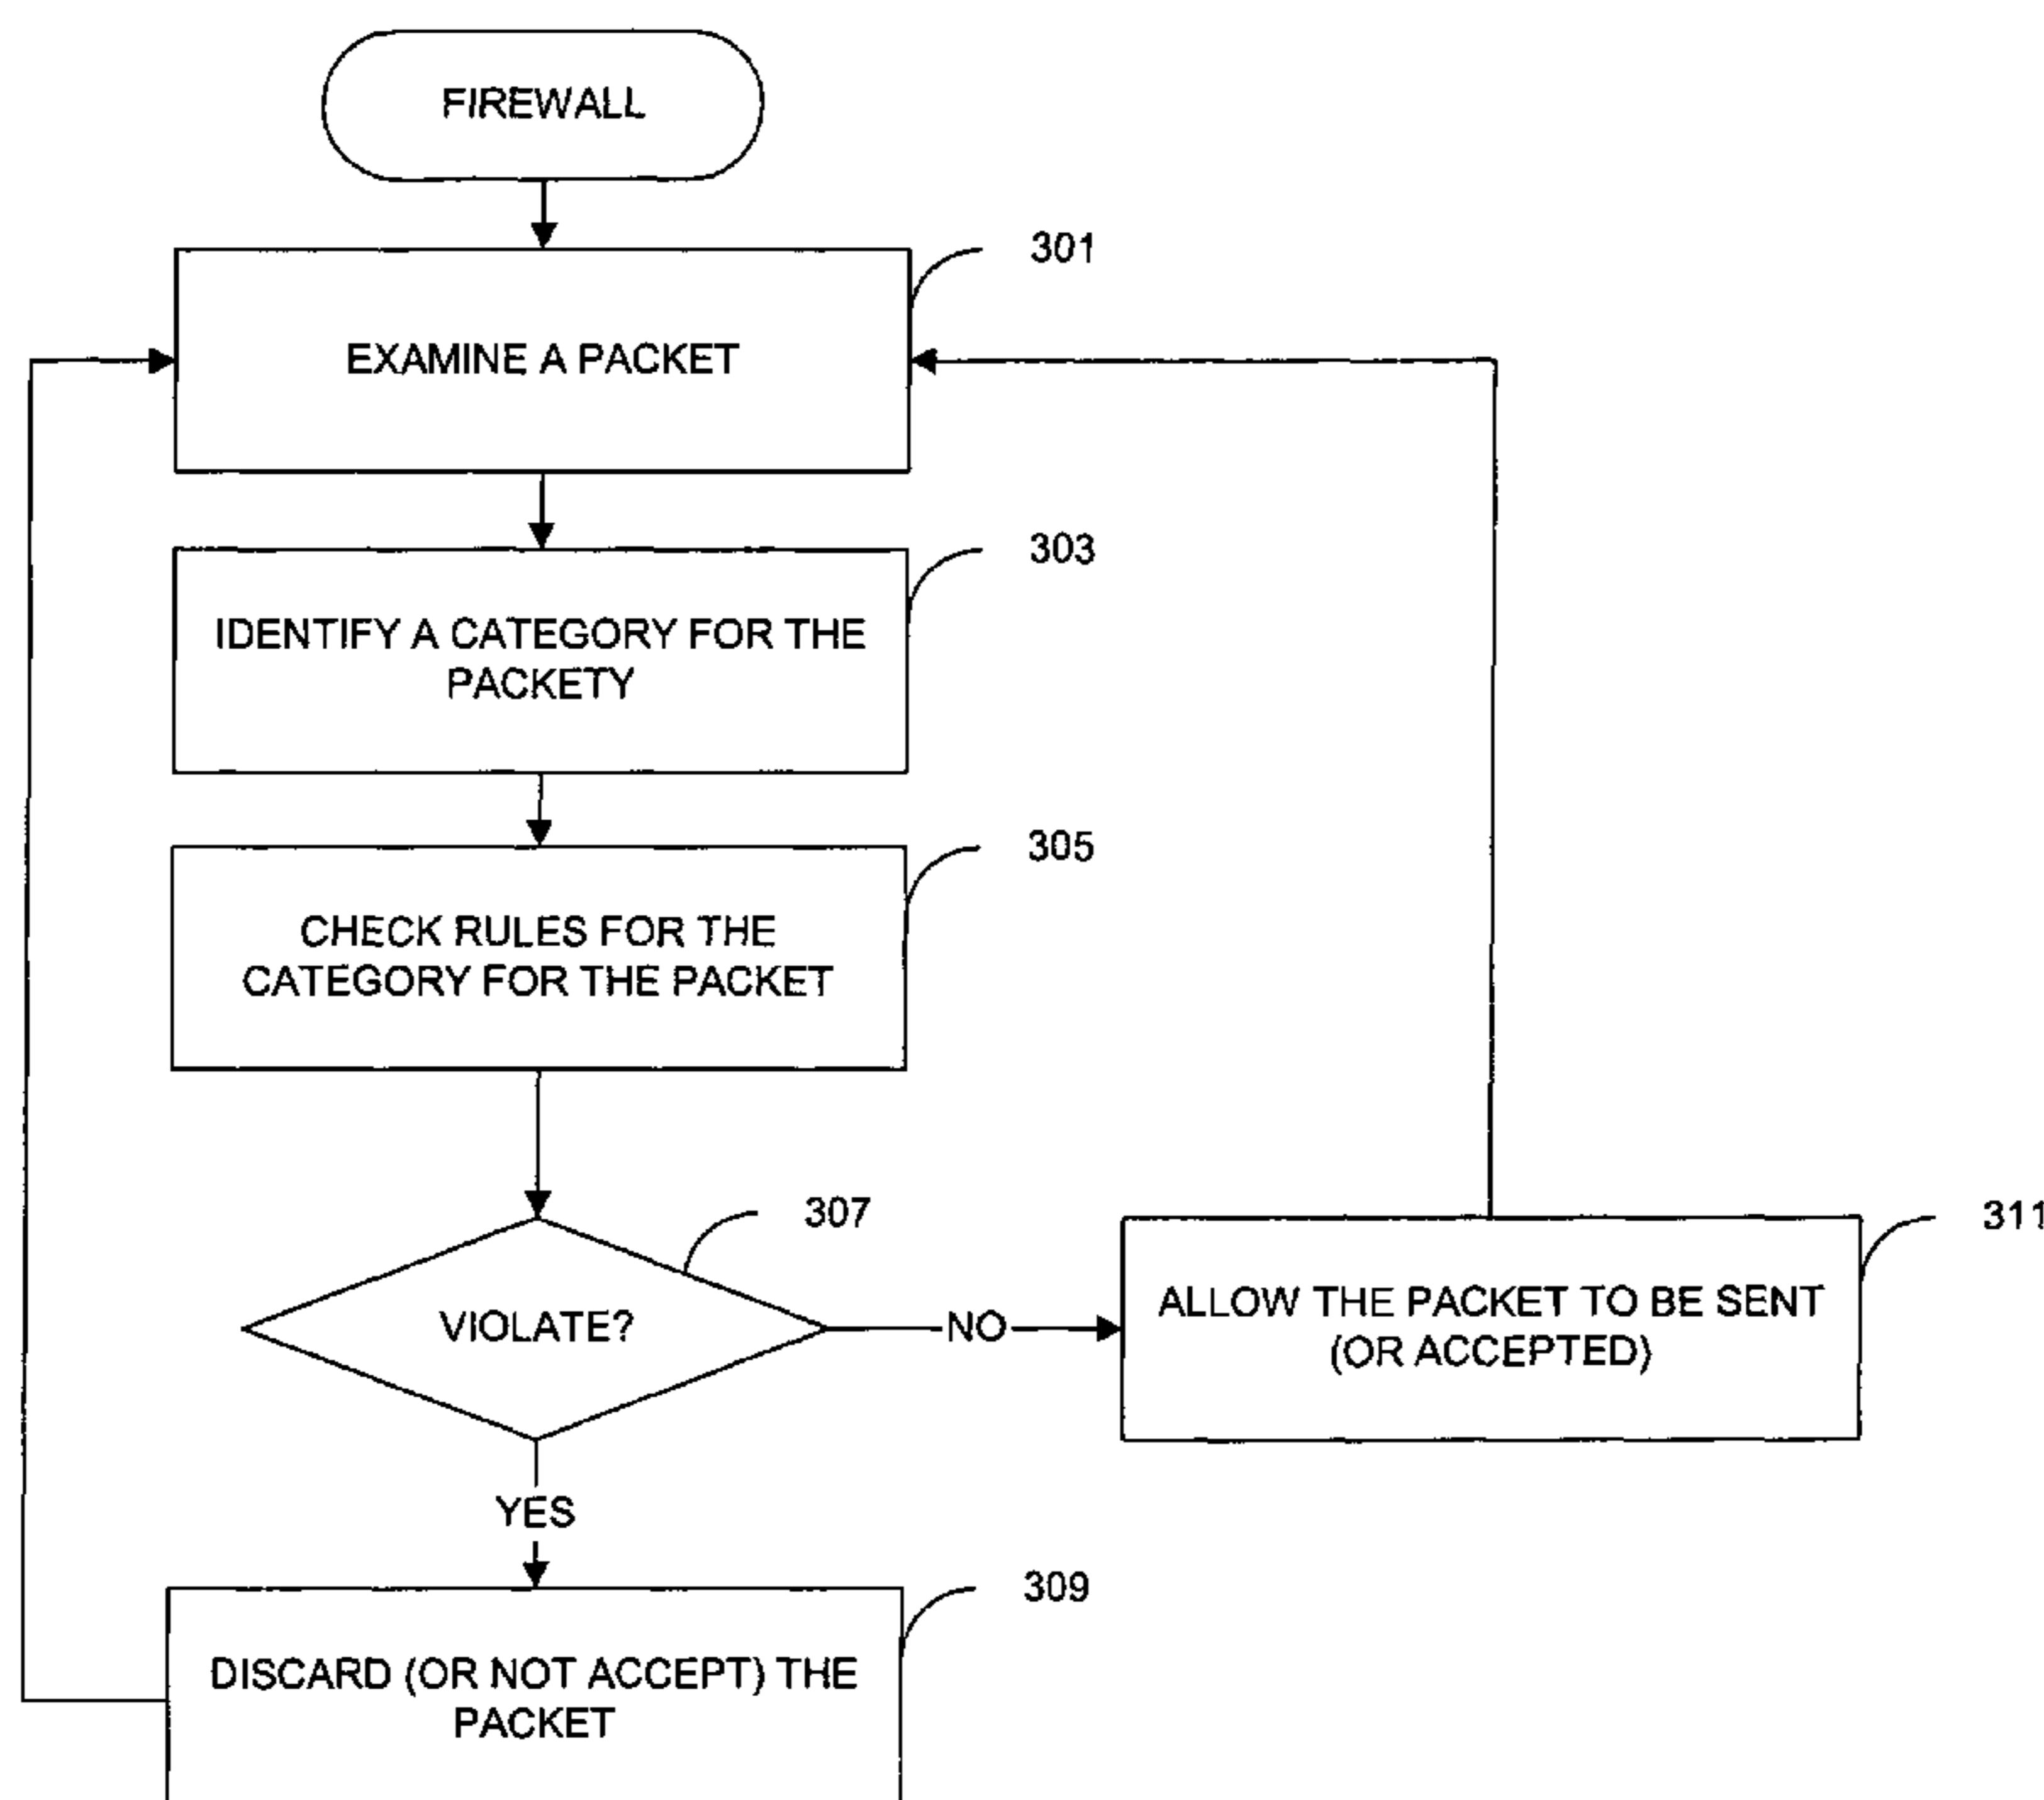 FIREWALL
301
EXAMINE A PACKET
303
IDENTIFY A CATEGORY FOR THE
PACKETY
305
CHECK RULES FOR THE
CATEGORY FOR THE PACKET
307
VIOLATE?
NO
311
ALLOW THE PACKET TO BE SENT
(OR ACCEPTED)
YES
309
DISCARD (OR NOT ACCEPT) THE
PACKET